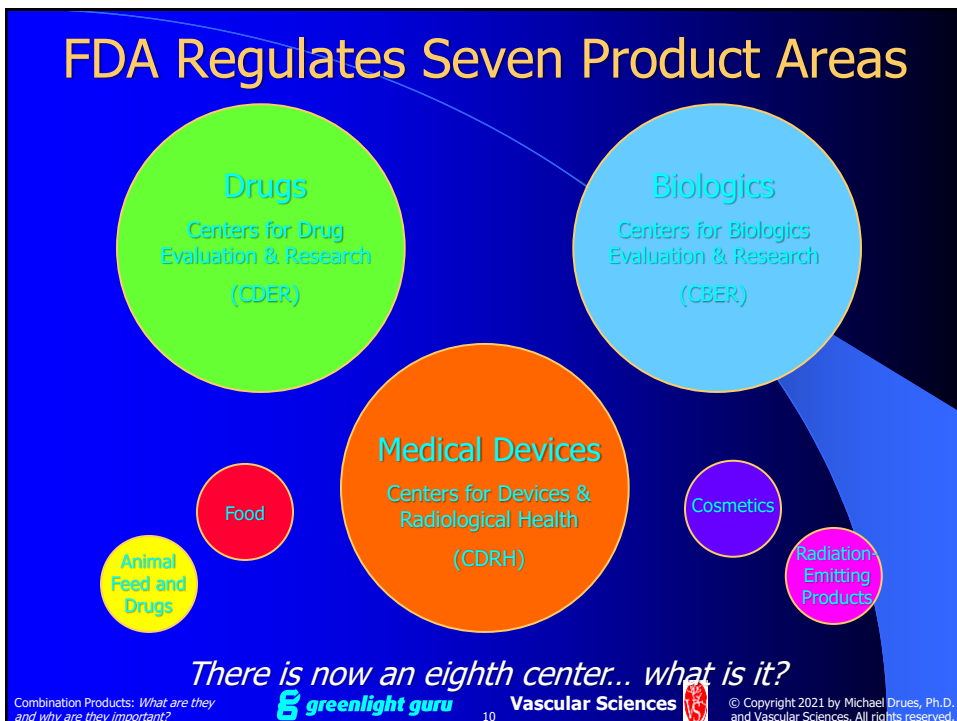 FDA Regulates Seven Product Areas
Drugs
Centers for Drug
Evaluation & Research
(CDER)
Biologics
Centers for Biologics
Evaluation & Research
(CBER)
Medical Devices
Centers for Devices &
Radiological Health
(CDRH)
Food
Animal
Feed and
Drugs
Cosmetics
Radiation-
Emitting
Products
There is now an eighth center… what is it?
Combination Products: What are they
and why are they important?
greenlight guru
10
Vascular Sciences
VS
© Copyright 2021 by Michael Drues, Ph.D.
and Vascular Sciences. All rights reserved.